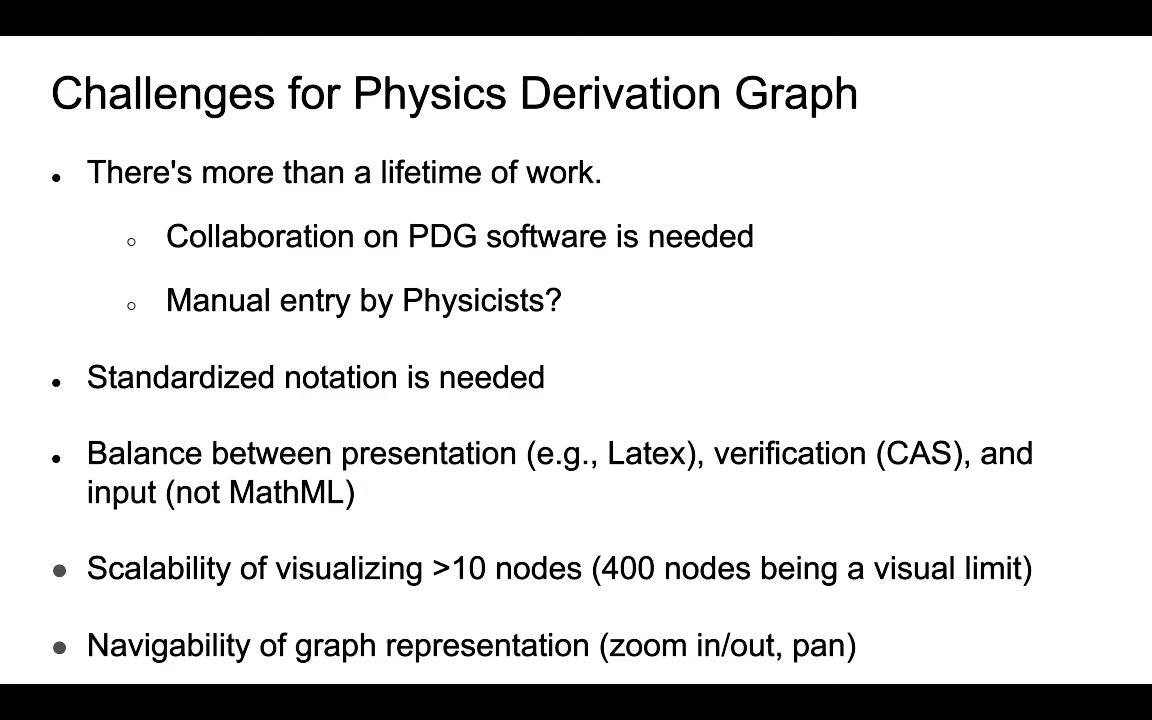 Challenges for Physics Derivation Graph
● There's more than a lifetime of work.
○ Collaboration on PDG software is needed
○ Manual entry by Physicists?
● Standardized notation is needed
● Balance between presentation (e.g., Latex), verification (CAS), and
input (not MathML)
● Scalability of visualizing >10 nodes (400 nodes being a visual limit)
● Navigability of graph representation (zoom in/out, pan)